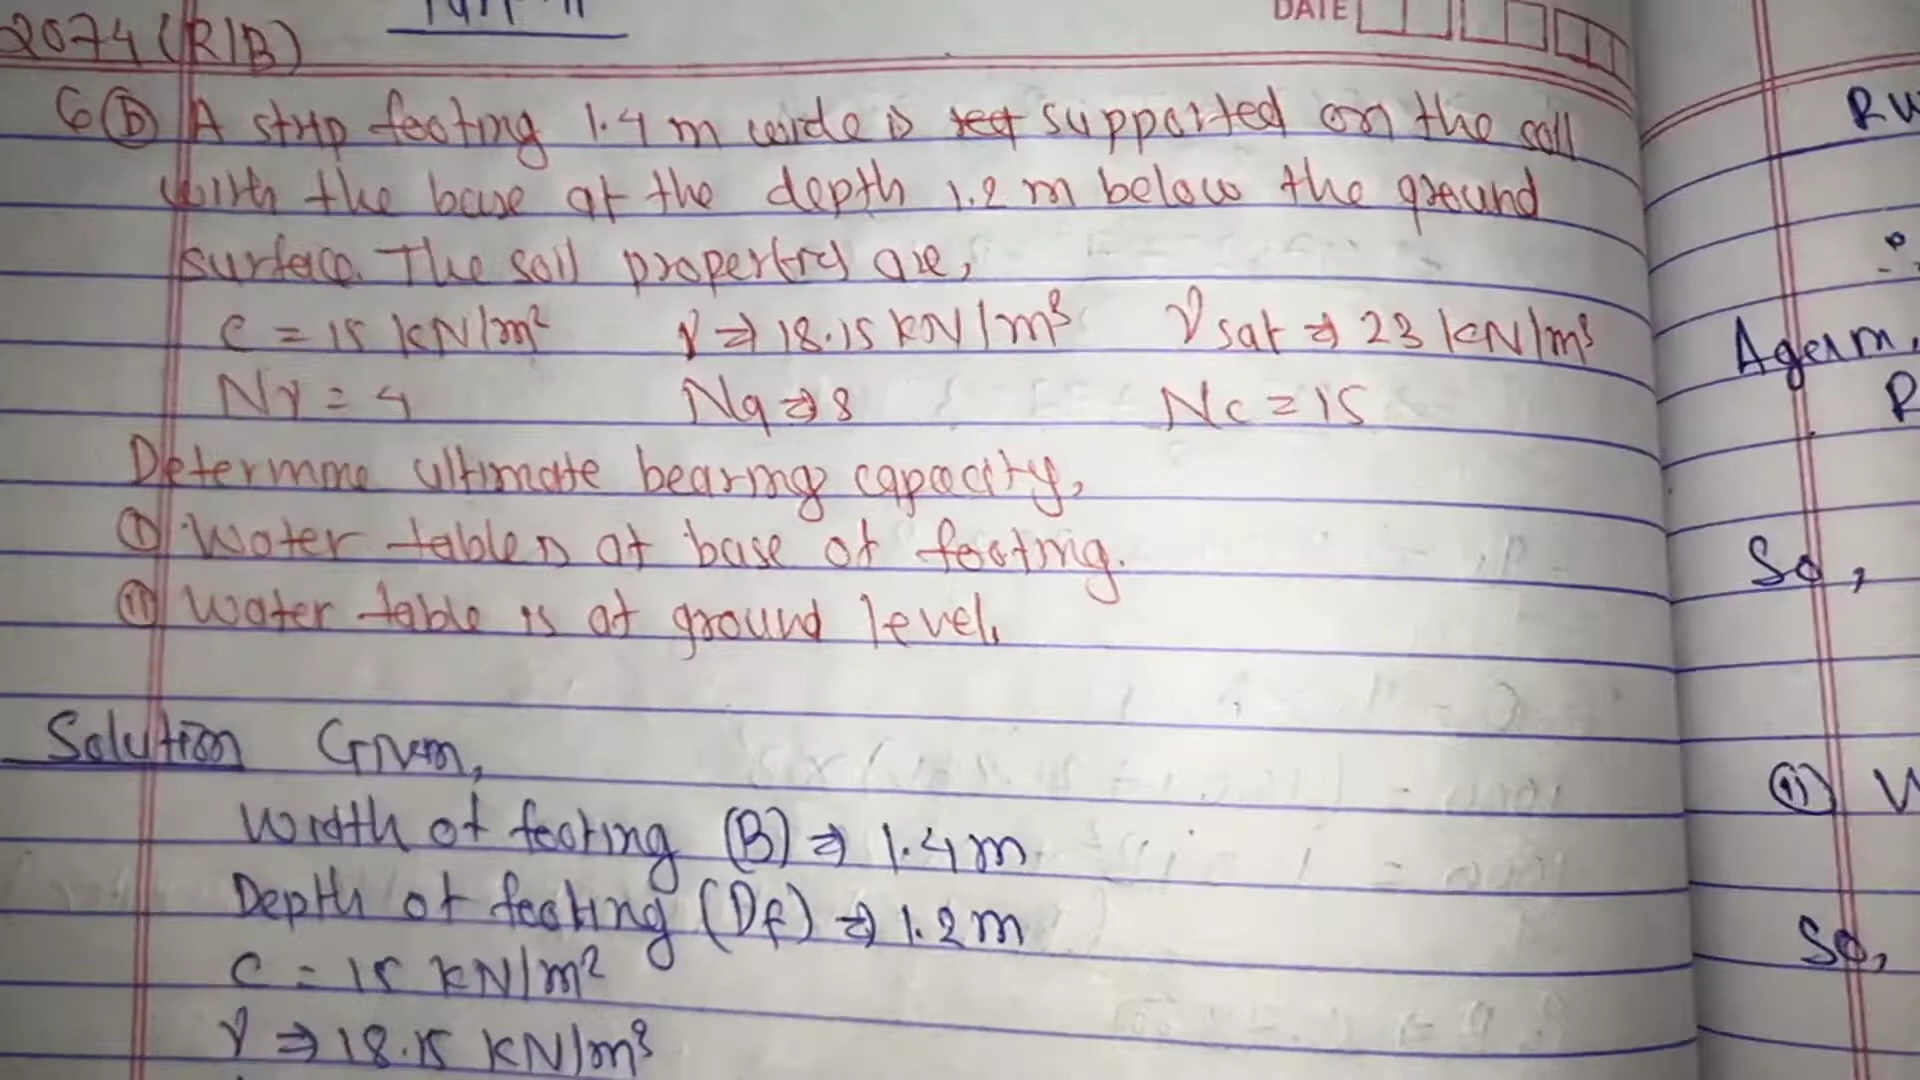 DATE
2074 (R/B)
6 (b) A strip footing 1.4 m wide is supported on the soil
with the base at the depth 1.2 m below the ground
surface. The soil properties are,
C = 15 KN/m² γ ⇒ 18.15 KN/m³ γsat ⇒ 23 KN/m³
Nγ = 4 Nq ⇒ 8 Nc = 15
Determine ultimate bearing capacity,
(i) Water table is at base of footing.
(ii) Water table is at ground level.
Solution Given,
Width of footing (B) ⇒ 1.4 m
Depth of footing (Df) ⇒ 1.2 m
C = 15 KN/m²
γ ⇒ 18.15 KN/m³
Again,
So,
(ii)
So,